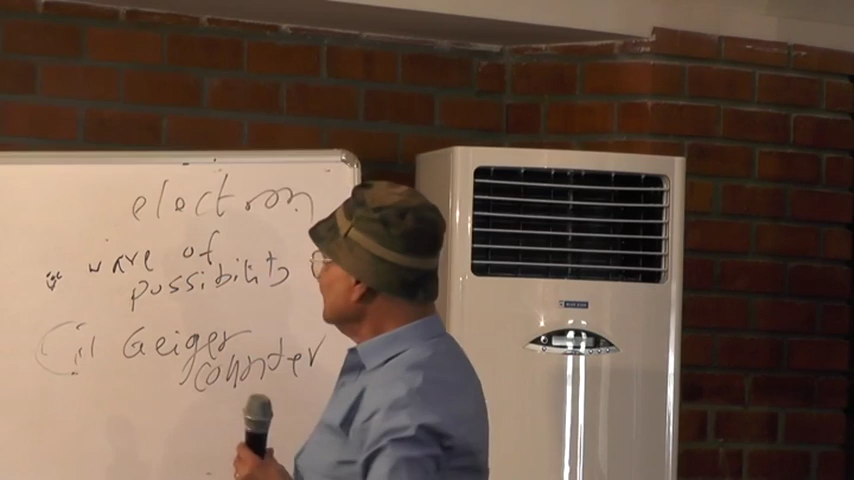 electron
wave of
possibility
Geiger
counter